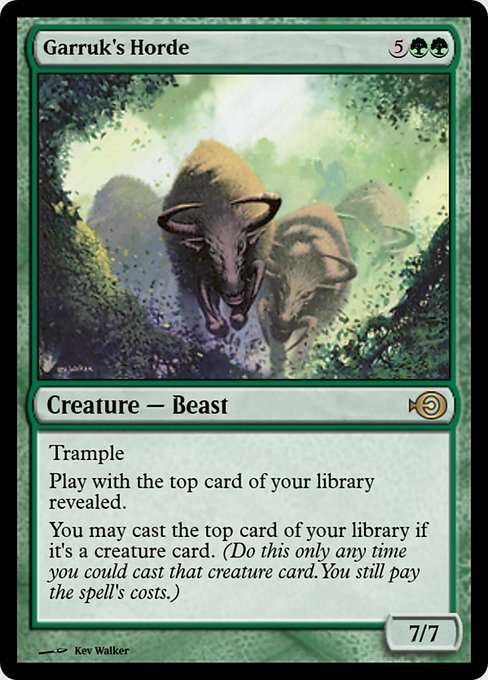 Garruk's Horde 5
Creature — Beast
Trample
Play with the top card of your library
revealed.
You may cast the top card of your library if
it's a creature card. (Do this only any time
you could cast that creature card.You still pay
the spell's costs.)
7/7
Kev Walker